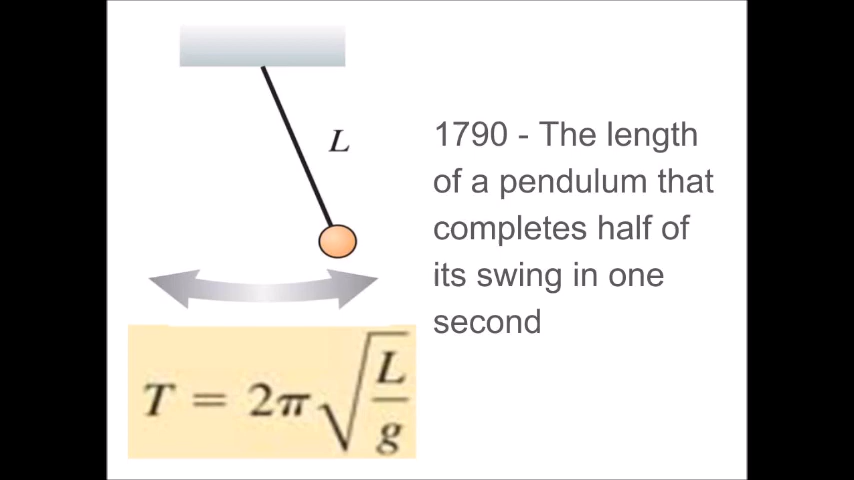 L
1790 - The length
of a pendulum that
completes half of
its swing in one
second
T = 2π√(L/g)